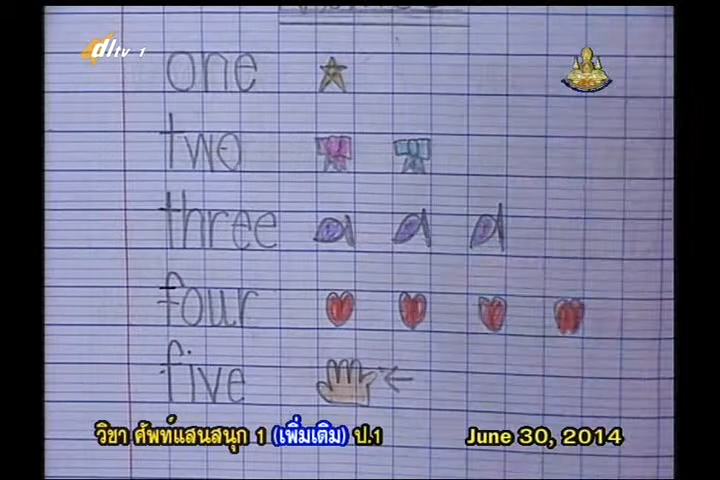 dltv 1
one
two
three
four
five
วิชา ศัพท์แสนสนุก 1 (เพิ่มเติม) ป.1
June 30, 2014